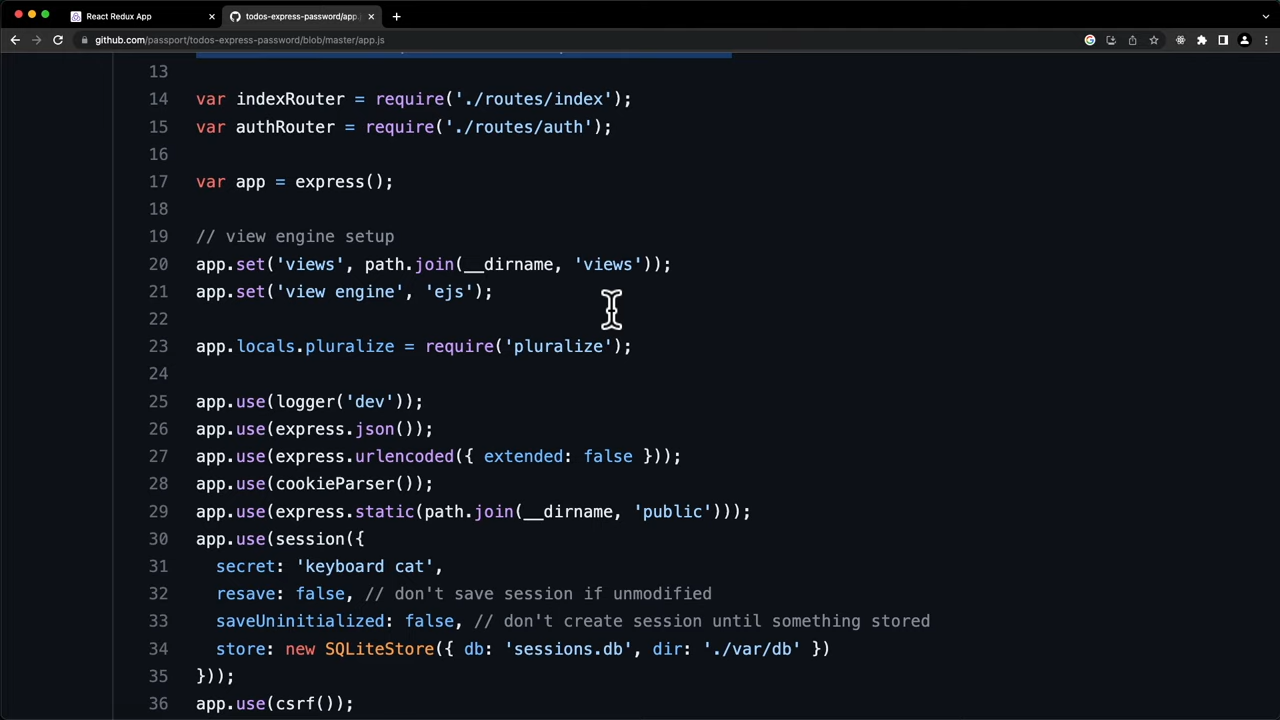 React Redux App
todos-express-password/app.
github.com/passport/todos-express-password/blob/master/app.js
13
14 var indexRouter = require('./routes/index');
15 var authRouter = require('./routes/auth');
16
17 var app = express();
18
19 // view engine setup
20 app.set('views', path.join(__dirname, 'views'));
21 app.set('view engine', 'ejs');
22
23 app.locals.pluralize = require('pluralize');
24
25 app.use(logger('dev'));
26 app.use(express.json());
27 app.use(express.urlencoded({ extended: false }));
28 app.use(cookieParser());
29 app.use(express.static(path.join(__dirname, 'public')));
30 app.use(session({
31 secret: 'keyboard cat',
32 resave: false, // don't save session if unmodified
33 saveUninitialized: false, // don't create session until something stored
34 store: new SQLiteStore({ db: 'sessions.db', dir: './var/db' })
35 }));
36 app.use(csrf());